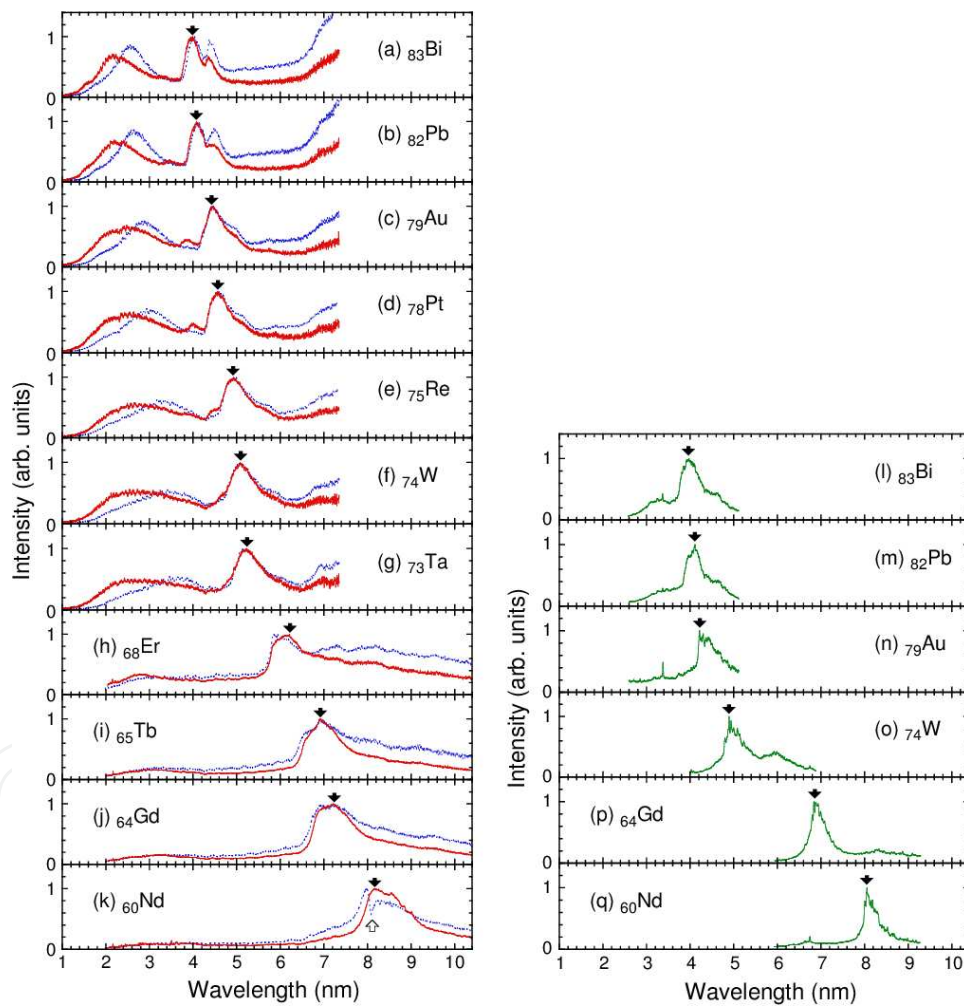 (a) 83Bi
(b) 82Pb
(c) 79Au
(d) 78Pt
(e) 75Re
(f) 74W
(g) 73Ta
(h) 68Er
(i) 65Tb
(j) 64Gd
(k) 60Nd
1
0
1
0
1
0
1
0
1
0
1
0
1
0
1
0
1
0
1
0
1
0
1 2 3 4 5 6 7 8 9 10
Wavelength (nm)
Intensity (arb. units)
(l) 83Bi
(m) 82Pb
(n) 79Au
(o) 74W
(p) 64Gd
(q) 60Nd
1
0
1
0
1
0
1
0
1
0
1
0
1 2 3 4 5 6 7 8 9 10
Wavelength (nm)
Intensity (arb. units)